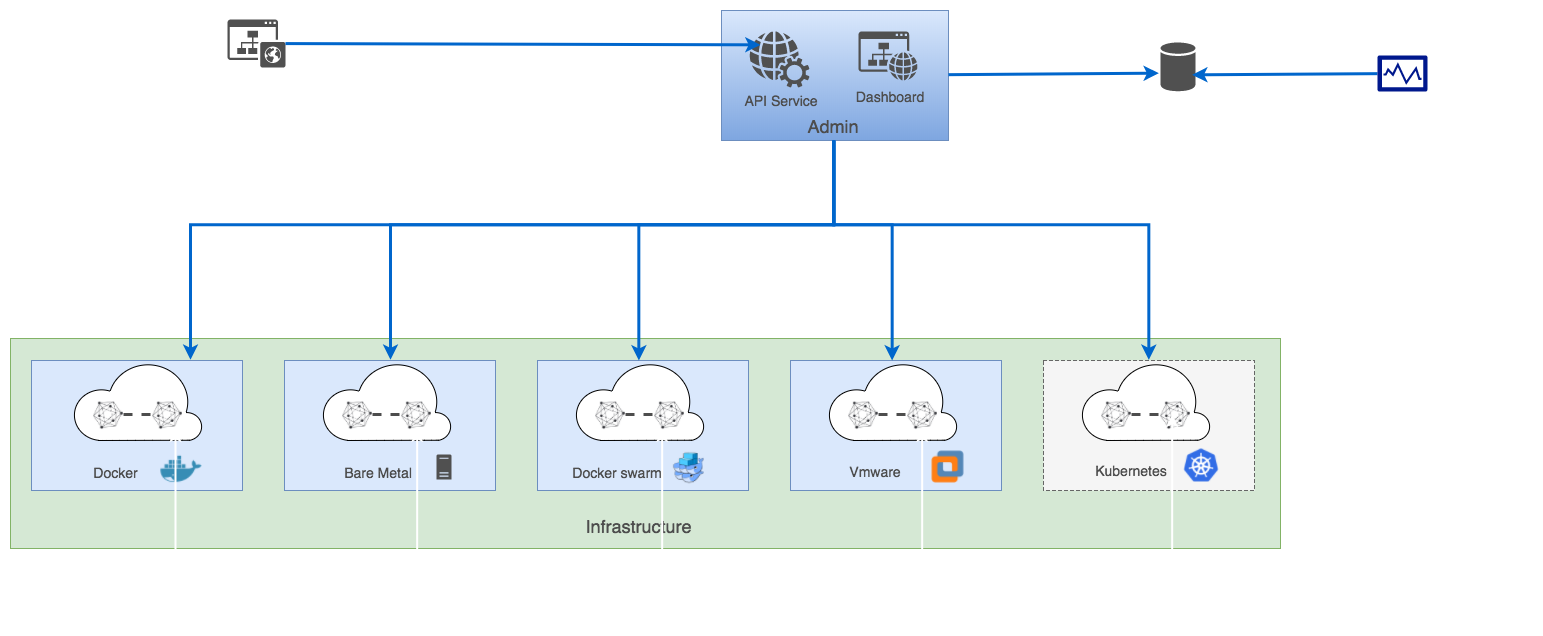 API Service
Dashboard
Admin
Docker
Bare Metal
Docker swarm
Vmware
Kubernetes
Infrastructure